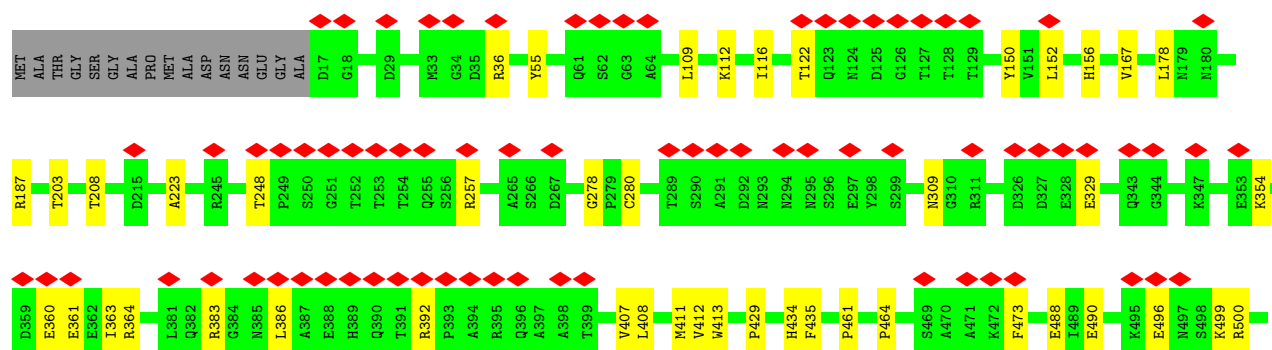 MET ALA THR GLY SER GLY ALA PRO MET ALA ASP ASN ASN GLU GLY ALA D17 G18 D29 M33 G34 D35 R36 Y55 Q61 S62 G63 A64 L109 K112 I116 T122 Q123 N124 D125 G126 T127 T128 T129 Y150 V151 L152 H156 V167 L178 N179 N180
R187 T203 T208 D215 A223 R245 T248 P249 S250 G251 T252 T253 T254 Q255 S256 R257 A265 S266 D267 G278 P279 C280 T289 S290 A291 D292 N293 N294 N295 S296 E297 Y298 S299 N309 G310 R311 D326 D327 E328 E329 Q343 G344 K347 E353 K354
D359 E360 E361 E362 I363 R364 L381 Q382 R383 G384 N385 L386 A387 E388 H389 Q390 T391 R392 P393 A394 R395 Q396 A397 A398 T399 V407 L408 M411 V412 W413 P429 H434 F435 P461 P464 S469 A470 A471 K472 F473 E488 I489 E490 K495 E496 N497 S498 K499 R500